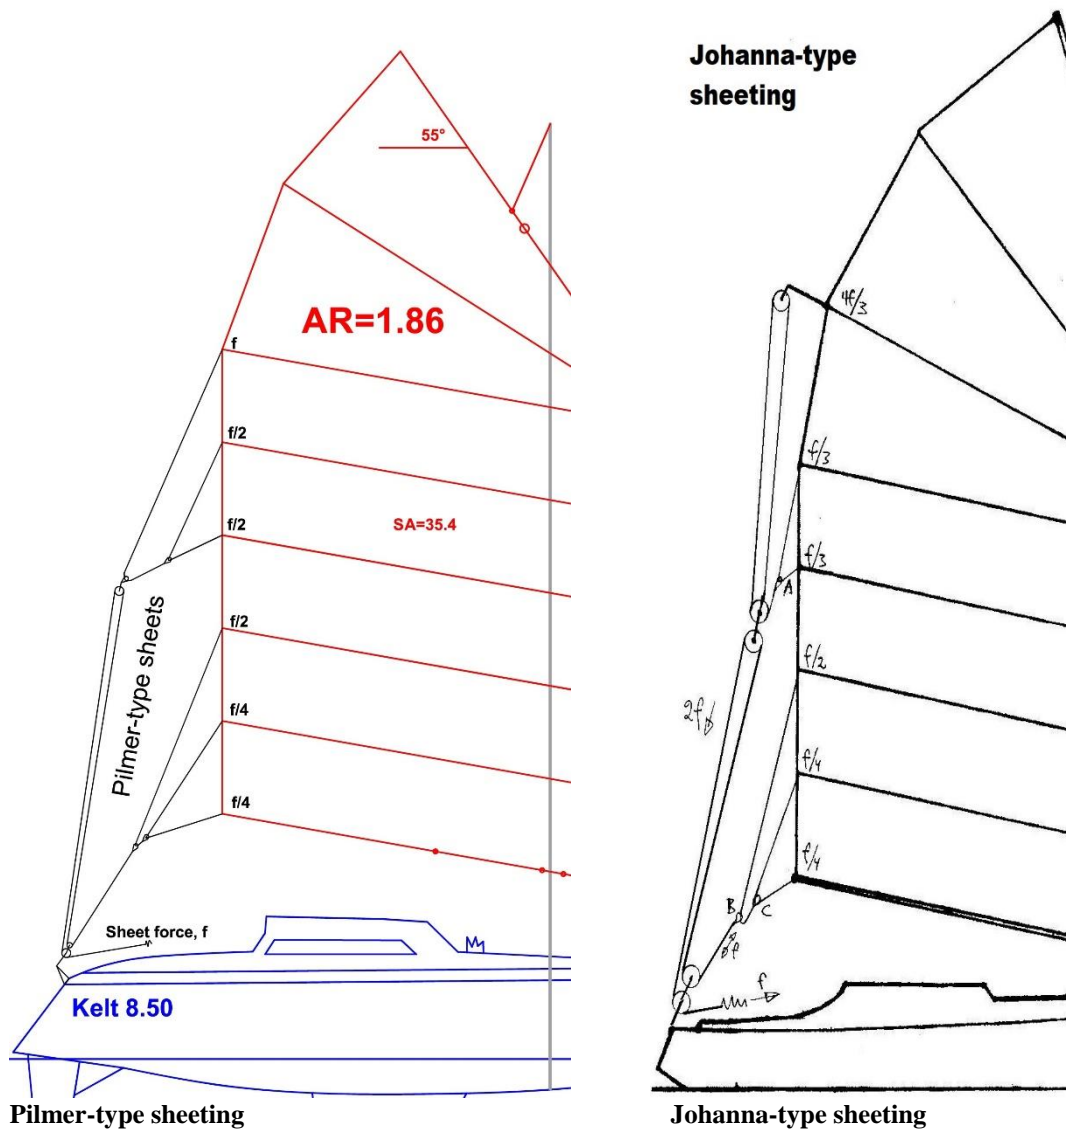 55°
AR=1.86
f
f/2
SA=35.4
f/2
f/2
f/4
f/4
Pilmer-type sheets
Sheet force, f
Kelt 8.50
Pilmer-type sheeting
Johanna-type
sheeting
4f/3
f/3
f/3
A
f/2
2f
f/4
f/4
B
C
f
f
Johanna-type sheeting